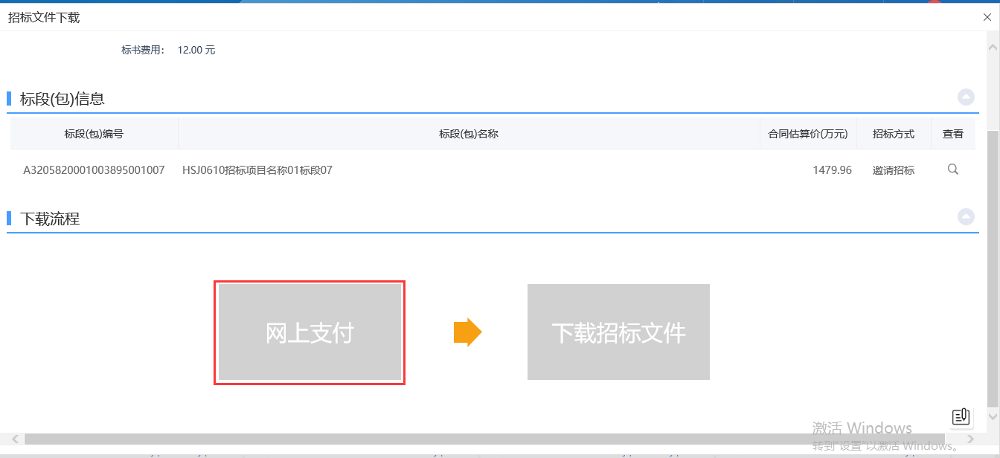 招标文件下载
标书费用： 12.00 元
标段(包)信息
标段(包)编号 标段(包)名称 合同估算价(万元) 招标方式 查看
A3205820001003895001007 HSJ0610招标项目名称01标段07 1479.96 邀请招标
下载流程
网上支付 下载招标文件
激活 Windows
转到"设置"以激活 Windows。